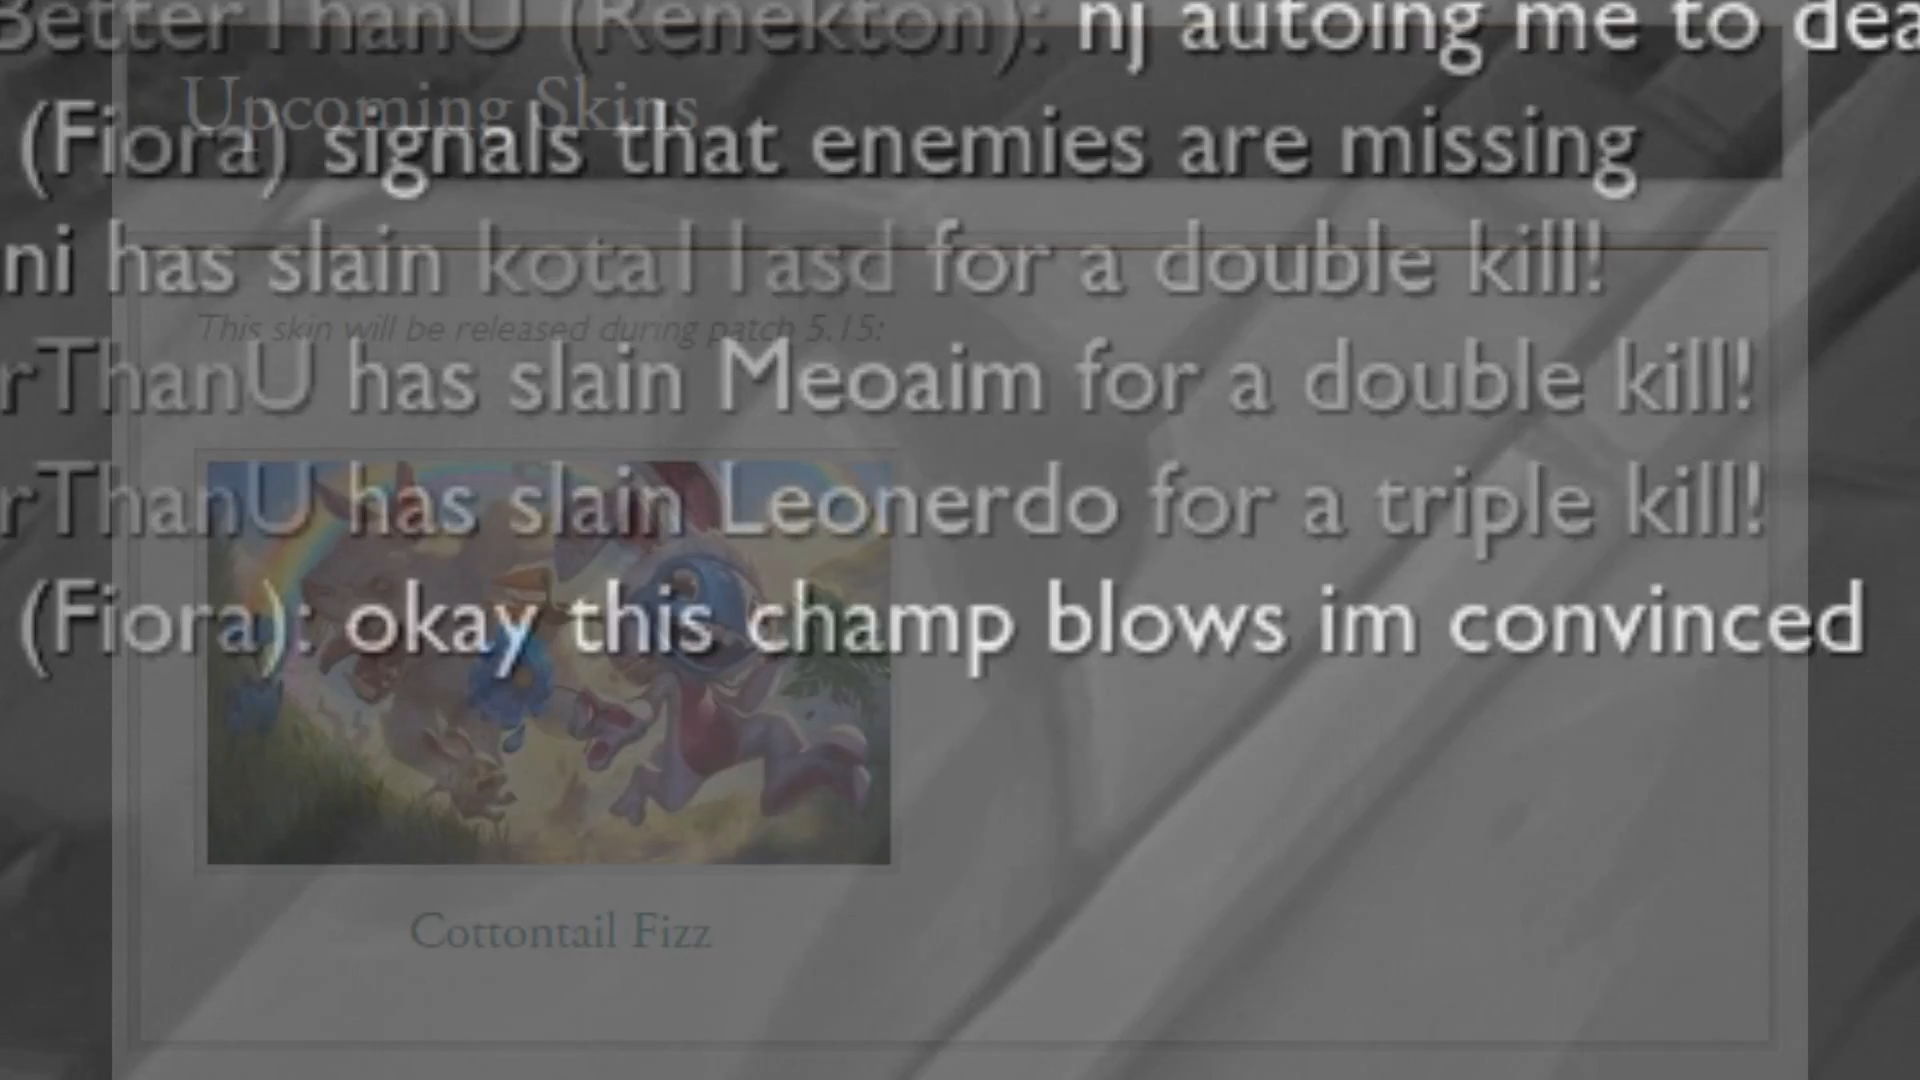 BetterThanU (Renekton): nj autoing me to dea
Upcoming Skins
(Fiora) signals that enemies are missing
ni has slain kota11asd for a double kill!
This skin will be released during patch 5.15:
rThanU has slain Meoaim for a double kill!
rThanU has slain Leonerdo for a triple kill!
(Fiora): okay this champ blows im convinced
Cottontail Fizz